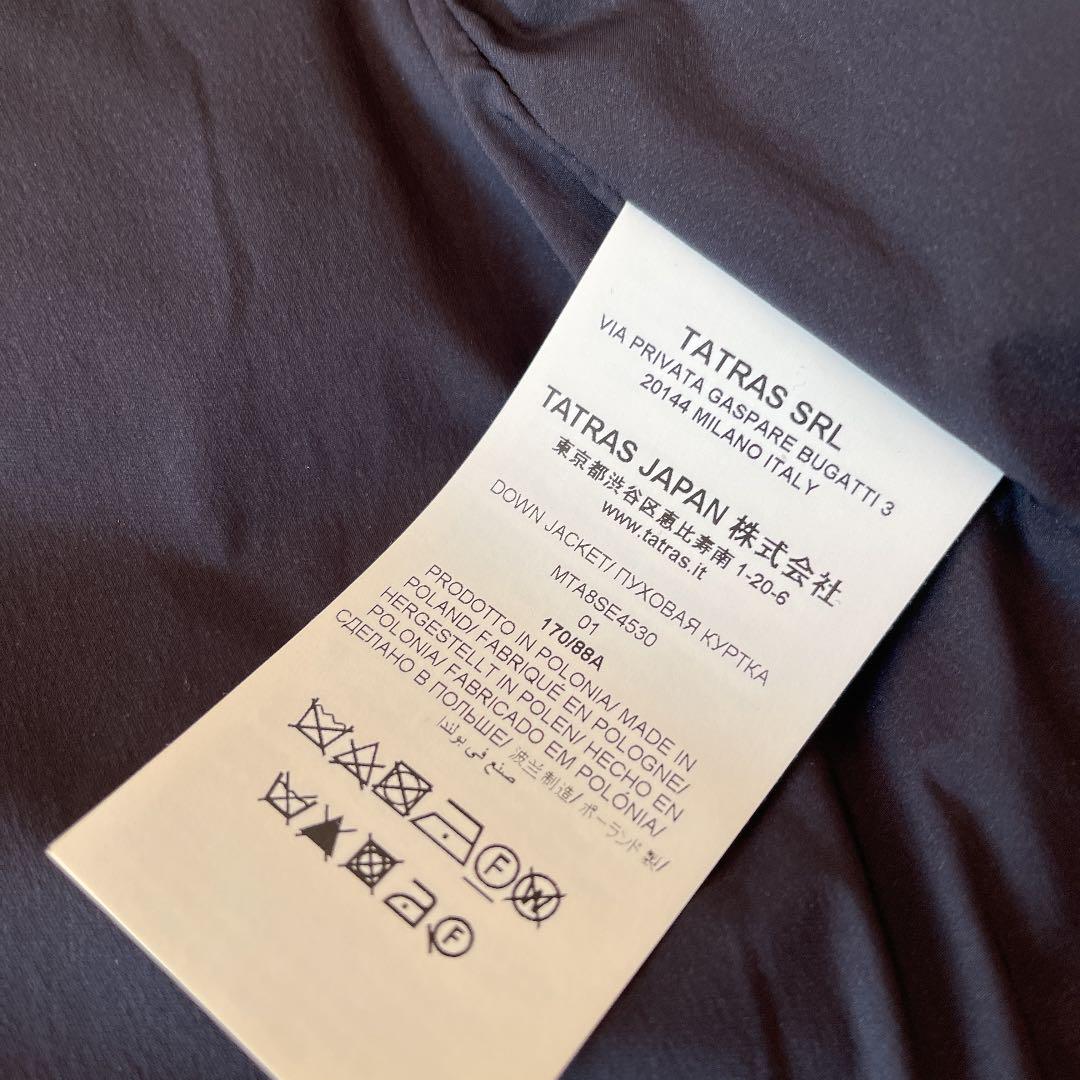 TATRAS SRL
VIA PRIVATA GASPARE BUGATTI 3
20144 MILANO ITALY
TATRAS JAPAN 株式会社
東京都渋谷区恵比寿南 1-20-6
www.tatras.it
DOWN JACKET/ ПУХОВАЯ КУРТКА
MTA8SE4530
01
170/88A
PRODOTTO IN POLONIA/ MADE IN
POLAND/ FABRIQUÉ EN POLOGNE/
HERGESTELLT IN POLEN/ HECHO EN
POLONIA/ FABRICADO EM POLÓNIA/
СДЕЛАНО В ПОЛЬШЕ/ 波兰制造/ ポーランド 製/
صنع في بولندا/
F W
F